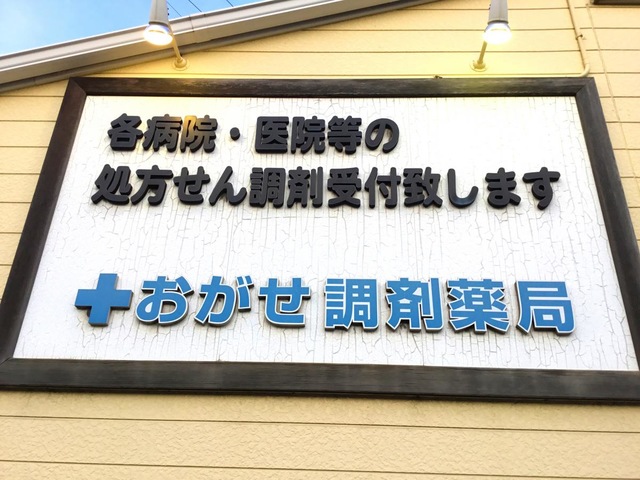 各病院・医院等の
処方せん調剤受付致します
おがせ調剤薬局